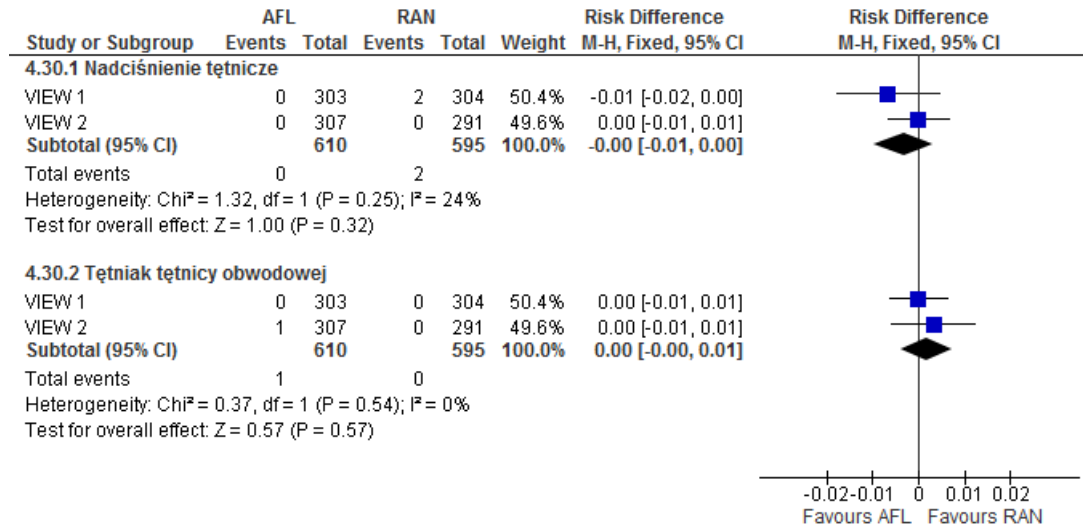 AFL RAN Risk Difference Risk Difference
Study or Subgroup Events Total Events Total Weight M-H, Fixed, 95% CI M-H, Fixed, 95% CI
4.30.1 Nadciśnienie tętnicze
VIEW 1 0 303 2 304 50.4% -0.01 [-0.02, 0.00]
VIEW 2 0 307 0 291 49.6% 0.00 [-0.01, 0.01]
Subtotal (95% CI) 610 595 100.0% -0.00 [-0.01, 0.00]
Total events 0 2
Heterogeneity: Chi² = 1.32, df = 1 (P = 0.25); I² = 24%
Test for overall effect: Z = 1.00 (P = 0.32)
4.30.2 Tętniak tętnicy obwodowej
VIEW 1 0 303 0 304 50.4% 0.00 [-0.01, 0.01]
VIEW 2 1 307 0 291 49.6% 0.00 [-0.01, 0.01]
Subtotal (95% CI) 610 595 100.0% 0.00 [-0.00, 0.01]
Total events 1 0
Heterogeneity: Chi² = 0.37, df = 1 (P = 0.54); I² = 0%
Test for overall effect: Z = 0.57 (P = 0.57)
-0.02 -0.01 0 0.01 0.02
Favours AFL Favours RAN